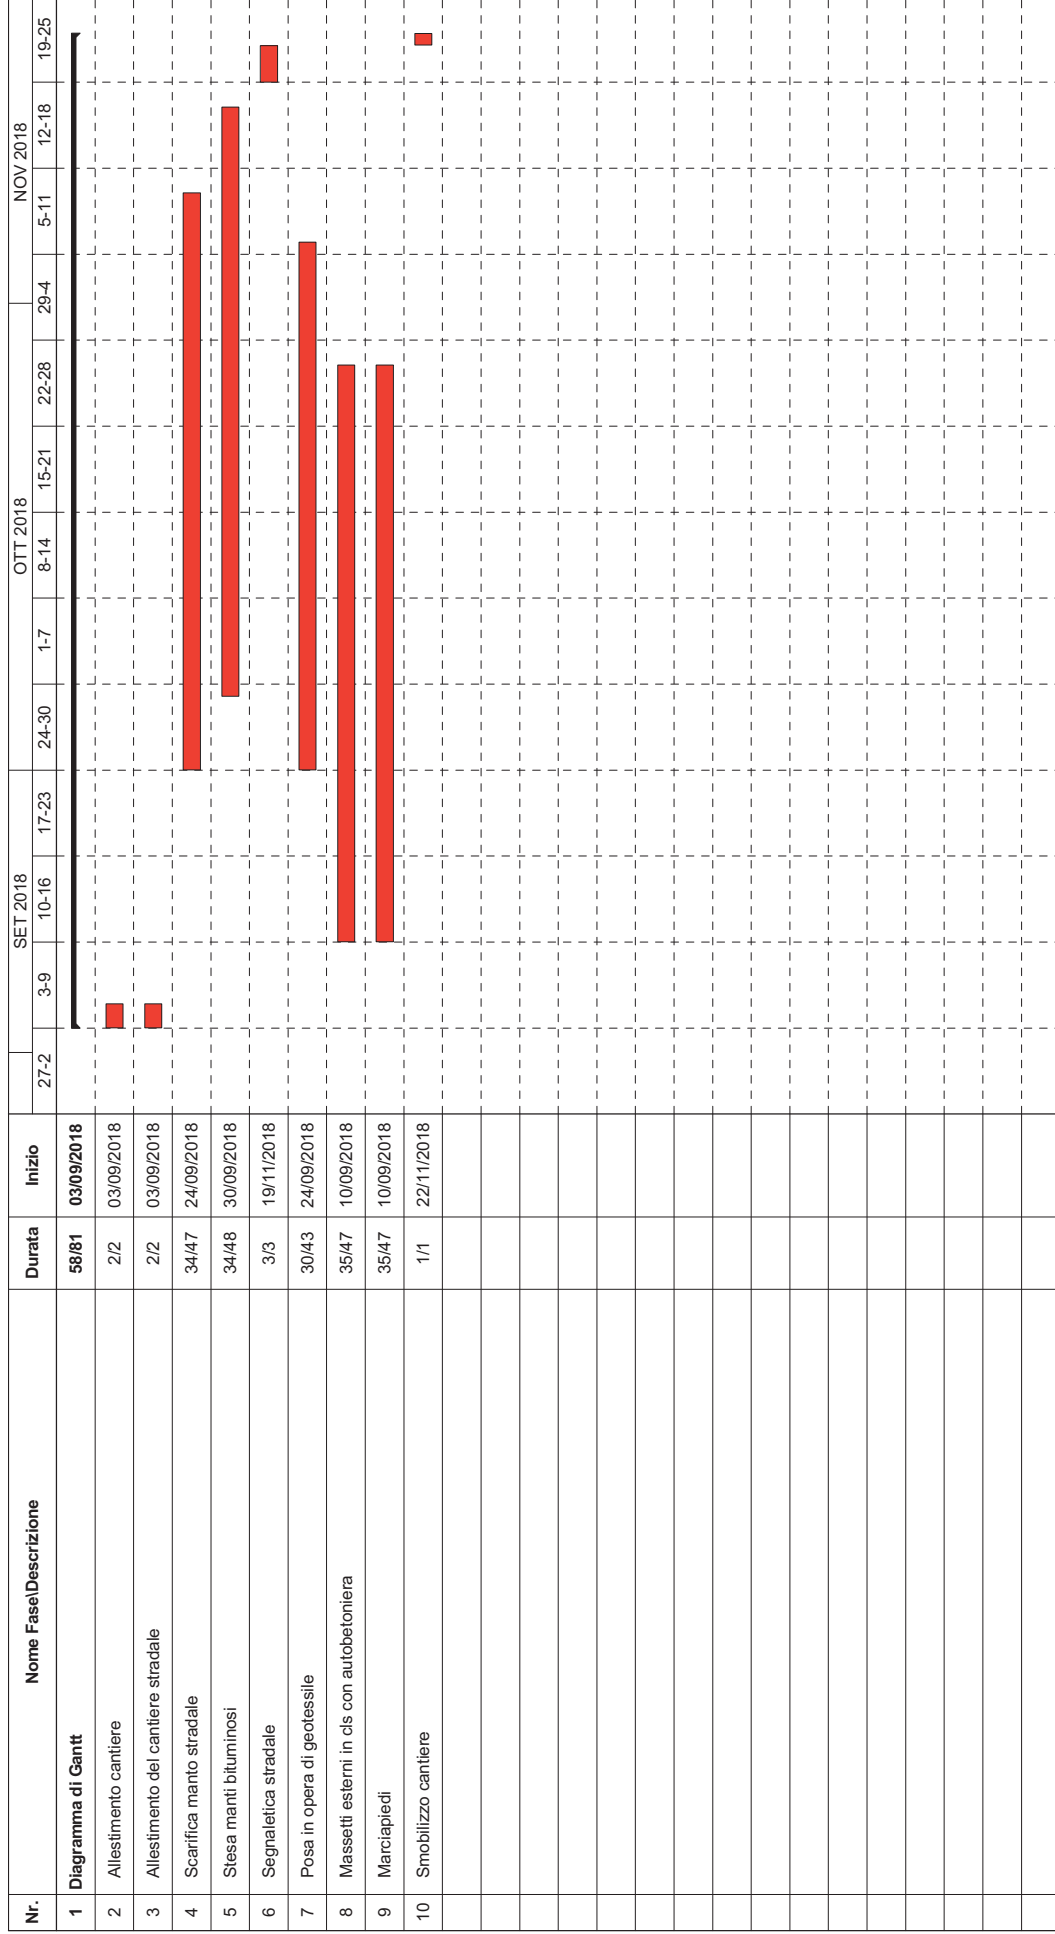 Nr. Nome Fase\Descrizione Durata Inizio SET 2018 OTT 2018 NOV 2018
27-2 3-9 10-16 17-23 24-30 1-7 8-14 15-21 22-28 29-4 5-11 12-18 19-25
1 Diagramma di Gantt 58/81 03/09/2018
2 Allestimento cantiere 2/2 03/09/2018
3 Allestimento del cantiere stradale 2/2 03/09/2018
4 Scarifica manto stradale 34/47 24/09/2018
5 Stesa manti bituminosi 34/48 30/09/2018
6 Segnaletica stradale 3/3 19/11/2018
7 Posa in opera di geotessile 30/43 24/09/2018
8 Massetti esterni in cls con autobetoniera 35/47 10/09/2018
9 Marciapiedi 35/47 10/09/2018
10 Smobilizzo cantiere 1/1 22/11/2018